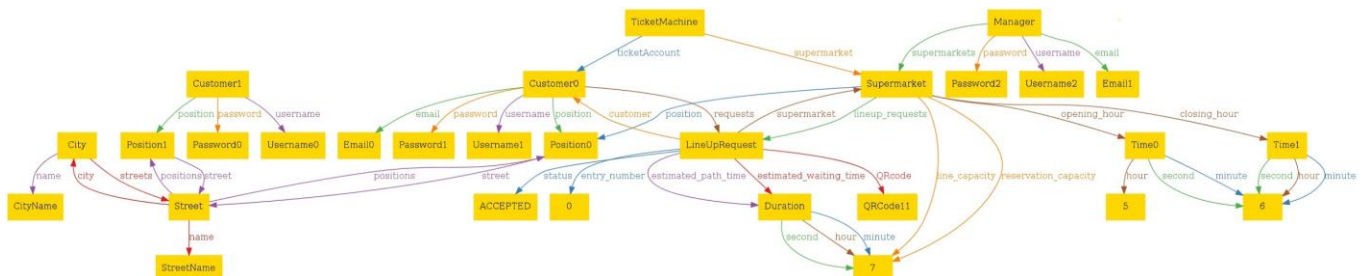 TicketMachine
Manager
ticketAccount
supermarket
supermarkets
password
username
email
Customer1
Customer0
Supermarket
Password2
Username2
Email1
position
password
username
email
password
username
position
customer
requests
supermarket
position
lineup_requests
opening_hour
closing_hour
City
Position1
Password0
Username0
Email0
Password1
Username1
Position0
LineUpRequest
Time0
Time1
name
city
streets
positions
street
positions
street
status
entry_number
estimated_path_time
estimated_waiting_time
QRcode
line_capacity
reservation_capacity
hour
second
minute
second
hour
minute
CityName
Street
ACCEPTED
0
Duration
QRCode11
5
6
name
second
hour
minute
StreetName
7